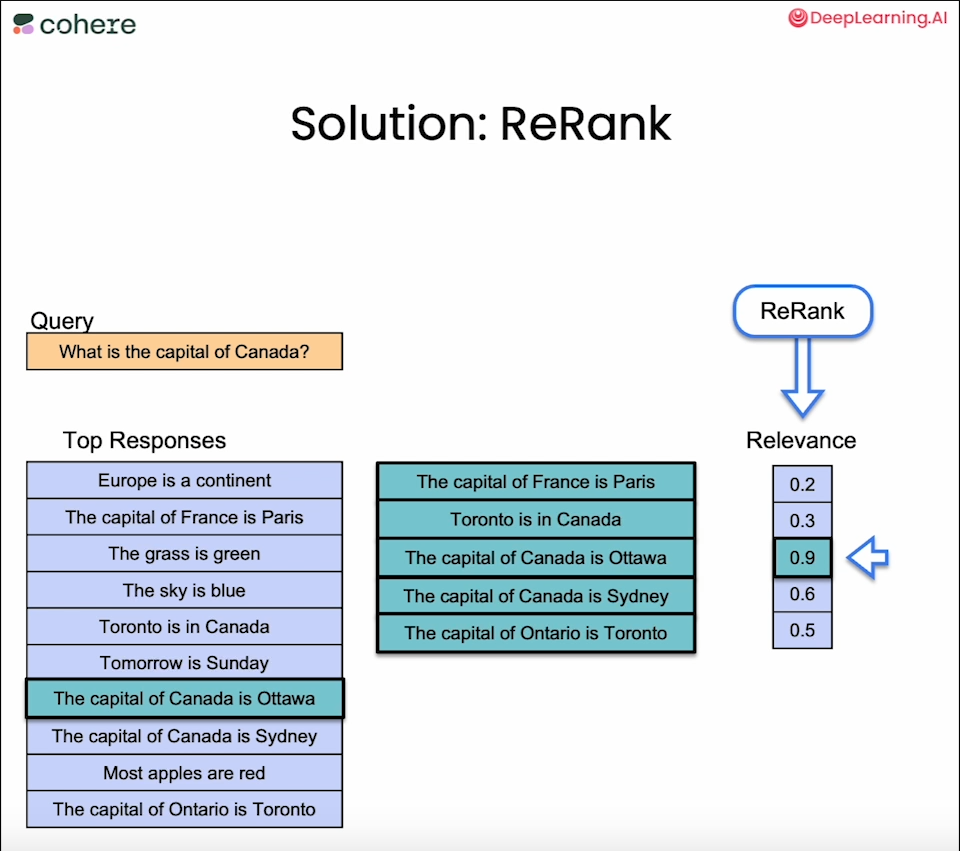 cohere
DeepLearning.AI
Solution: ReRank
Query
What is the capital of Canada?
ReRank
Top Responses
Europe is a continent
The capital of France is Paris
The grass is green
The sky is blue
Toronto is in Canada
Tomorrow is Sunday
The capital of Canada is Ottawa
The capital of Canada is Sydney
Most apples are red
The capital of Ontario is Toronto
The capital of France is Paris
Toronto is in Canada
The capital of Canada is Ottawa
The capital of Canada is Sydney
The capital of Ontario is Toronto
Relevance
0.2
0.3
0.9
0.6
0.5